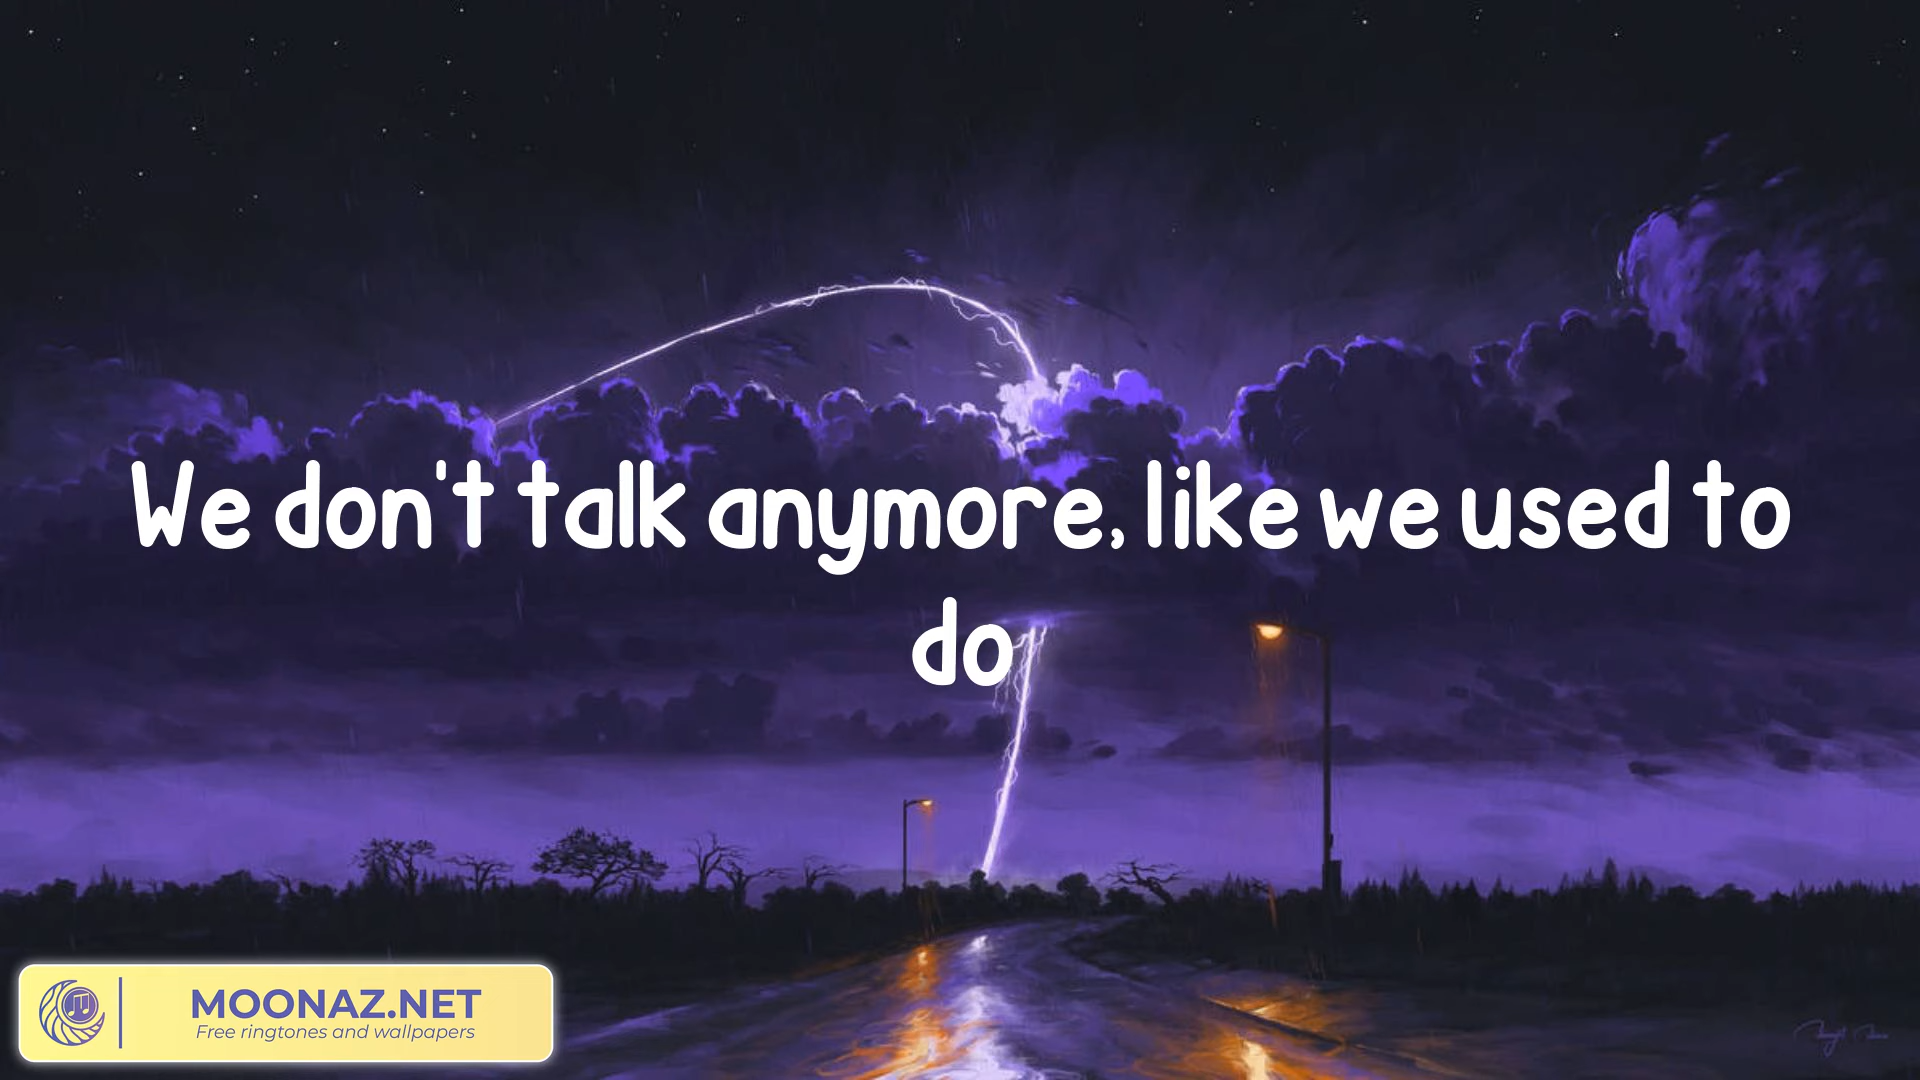 We don't talk anymore, like we used to
do
MOONAZ.NET
Free ringtones and wallpapers